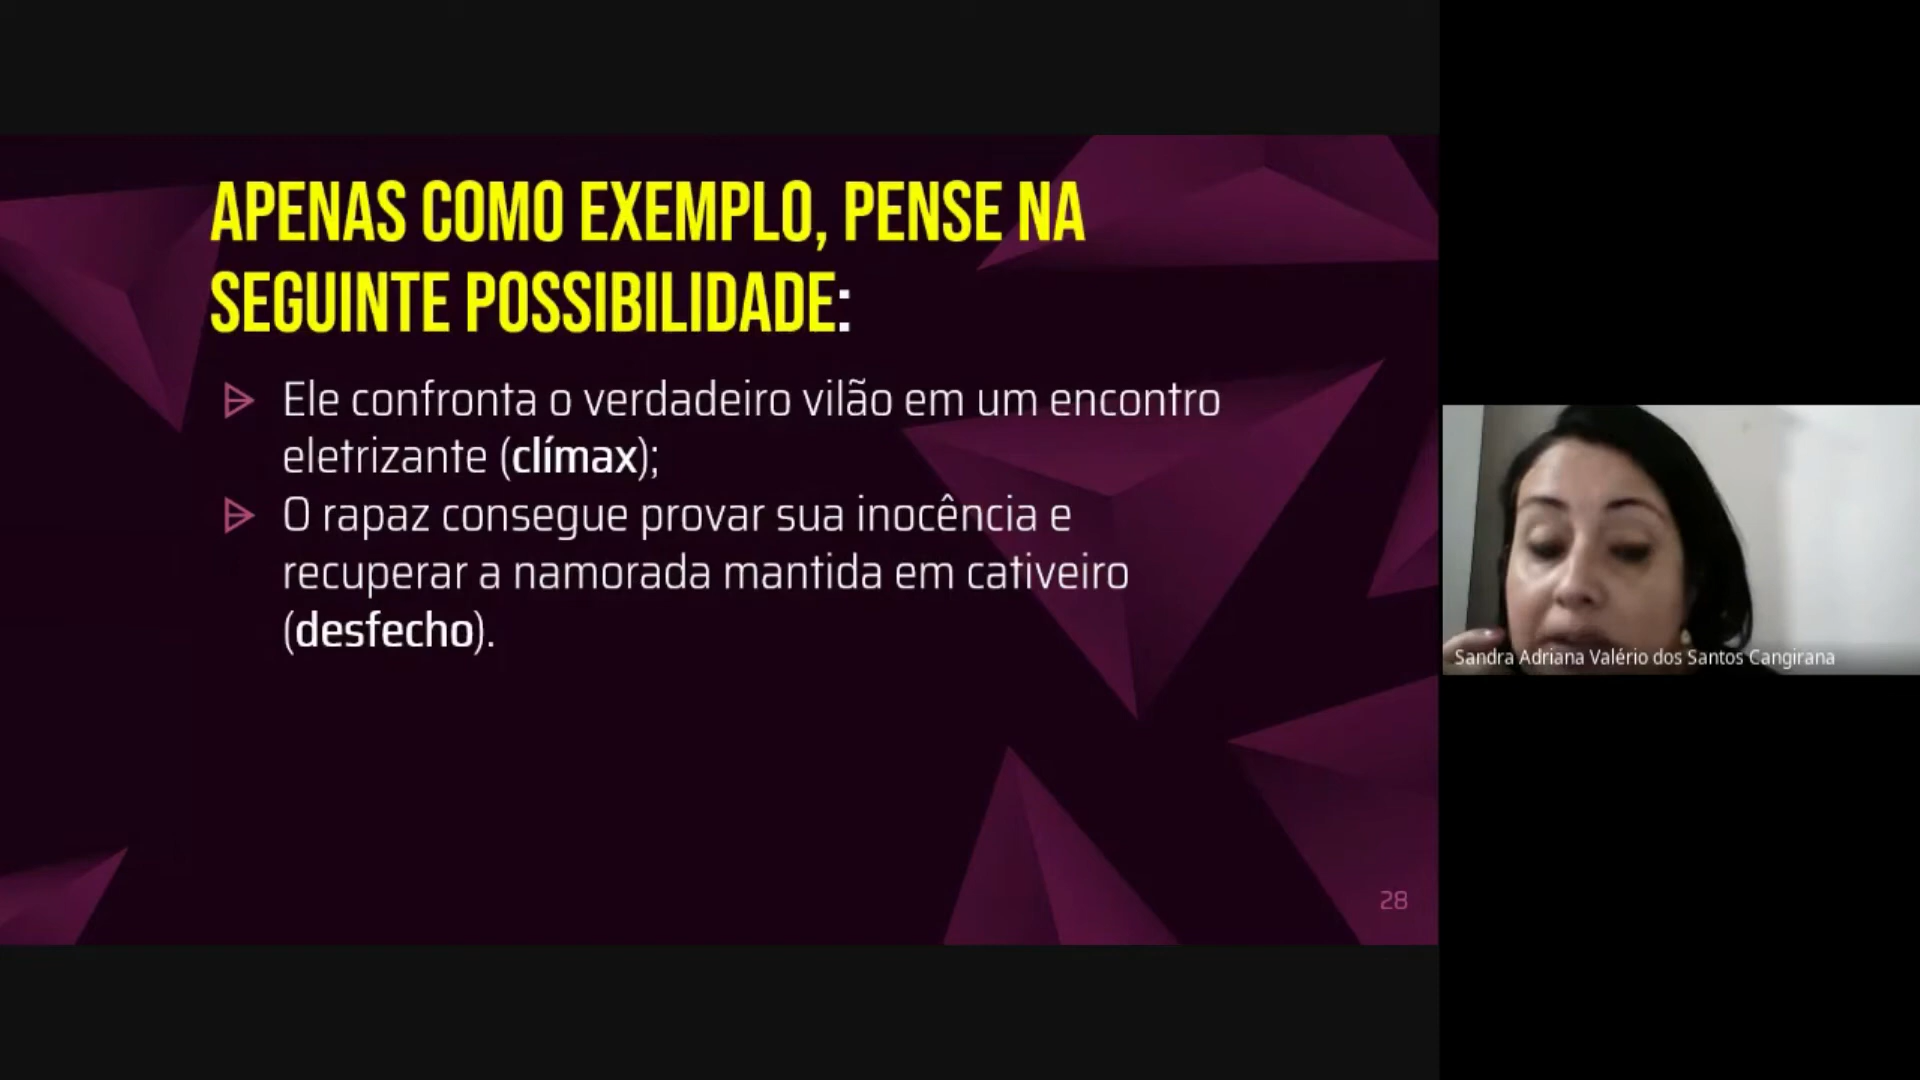 APENAS COMO EXEMPLO, PENSE NA
SEGUINTE POSSIBILIDADE:
Ele confronta o verdadeiro vilão em um encontro
eletrizante (clímax);
O rapaz consegue provar sua inocência e
recuperar a namorada mantida em cativeiro
(desfecho).
28
Sandra Adriana Valério dos Santos Cangirana